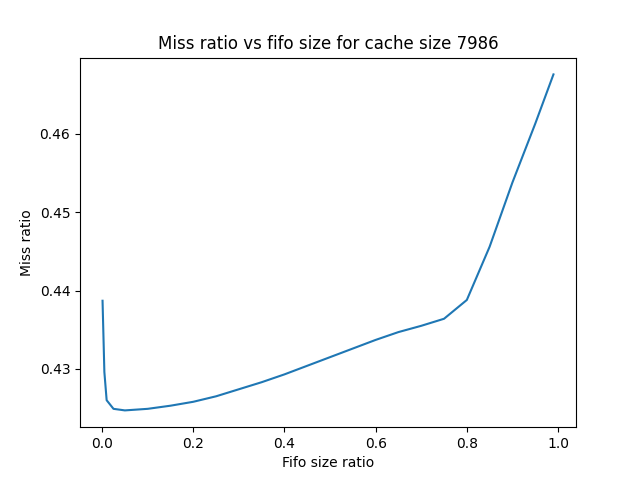 Miss ratio vs fifo size for cache size 7986
0.46
0.45
0.44
0.43
Miss ratio
0.0 0.2 0.4 0.6 0.8 1.0
Fifo size ratio